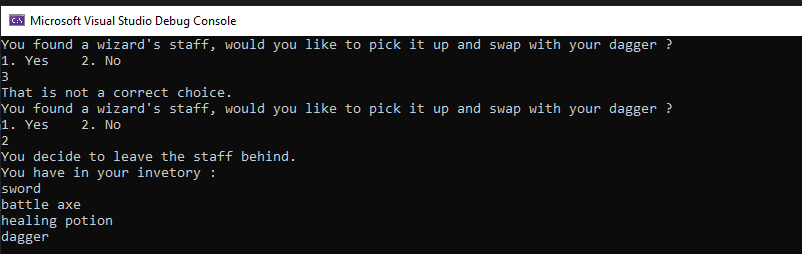 Microsoft Visual Studio Debug Console
You found a wizard's staff, would you like to pick it up and swap with your dagger ?
1. Yes    2. No
3
That is not a correct choice.
You found a wizard's staff, would you like to pick it up and swap with your dagger ?
1. Yes    2. No
2
You decide to leave the staff behind.
You have in your invetory :
sword
battle axe
healing potion
dagger